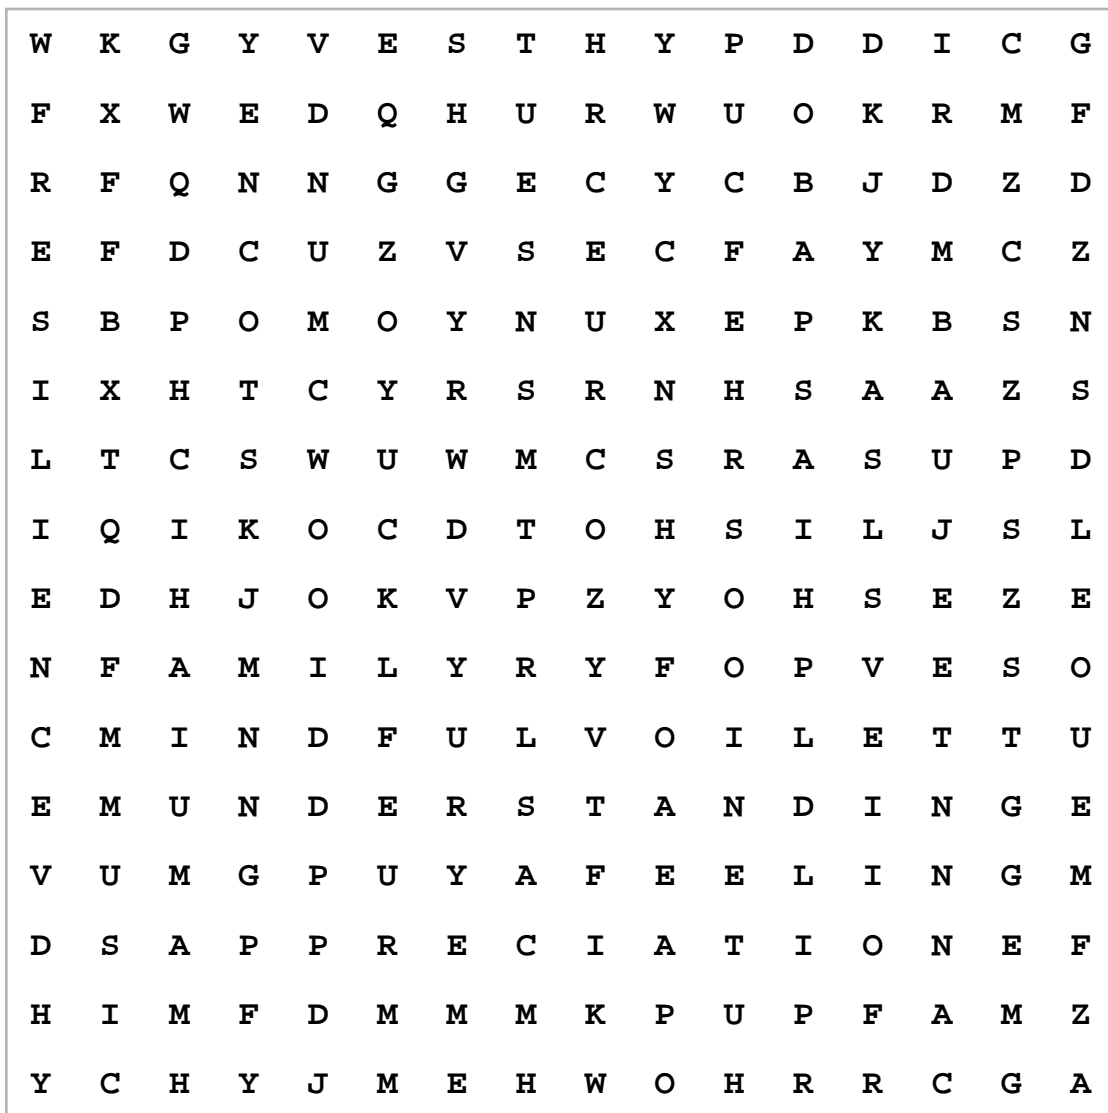 W K G Y V E S T H Y P D D I C G
F X W E D Q H U R W U O K R M F
R F Q N N G G E C Y C B J D Z D
E F D C U Z V S E C F A Y M C Z
S B P O M O Y N U X E P K B S N
I X H T C Y R S R N H S A A Z S
L T C S W U W M C S R A S U P D
I Q I K O C D T O H S I L J S L
E D H J O K V P Z Y O H S E Z E
N F A M I L Y R Y F O P V E S O
C M I N D F U L V O I L E T T U
E M U N D E R S T A N D I N G E
V U M G P U Y A F E E L I N G M
D S A P P R E C I A T I O N E F
H I M F D M M M K P U P F A M Z
Y C H Y J M E H W O H R R C G A